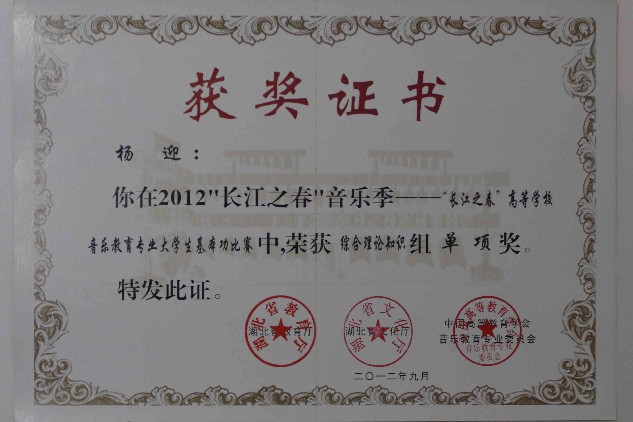 获奖证书
杨 迎：
你在2012"长江之春"音乐季——"长江之春"高等学校
音乐教育专业大学生基本功比赛中,荣获 综合理论知识 组 单 项 奖。
特发此证。
湖北省教育厅 湖北省文化厅 中国高等教育学会
音乐教育专业委员会
二〇一二年九月